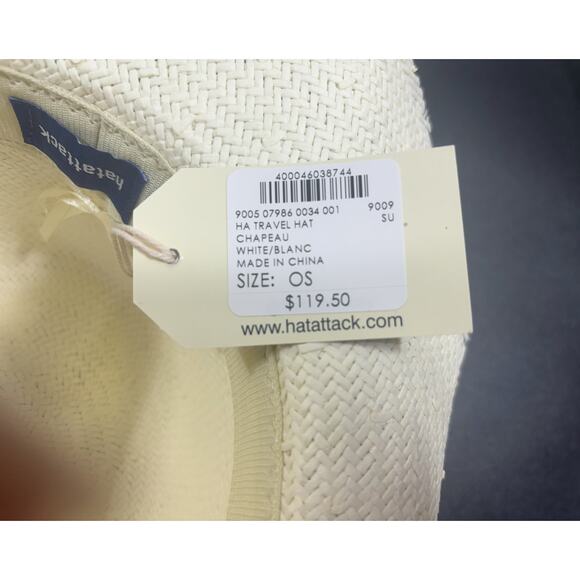 hatattack
400046038744
9005 07986 0034 001 9009
HA TRAVEL HAT SU
CHAPEAU
WHITE/BLANC
MADE IN CHINA
SIZE: OS
$119.50
www.hatattack.com